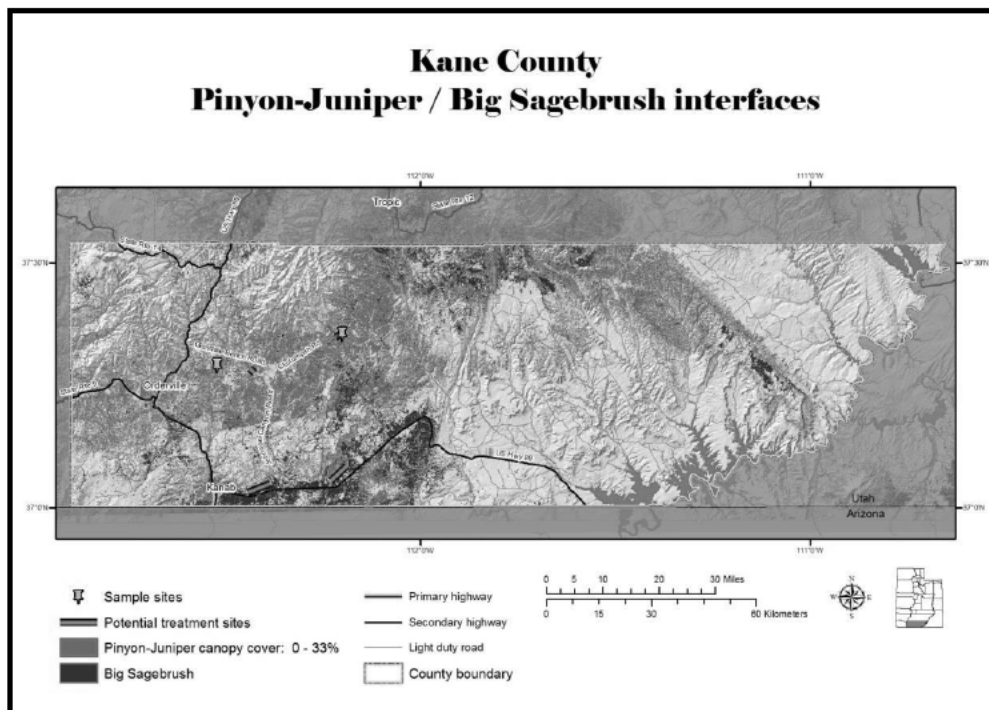 Kane County
Pinyon-Juniper / Big Sagebrush interfaces
112°0'W
111°0'W
Tropic
37°30'N
37°30'N
Orderville
Kanab
US Hwy 89
Utah
Arizona
37°0'N
37°0'N
112°0'W
111°0'W
Sample sites
Potential treatment sites
Pinyon-Juniper canopy cover: 0 - 33%
Big Sagebrush
Primary highway
Secondary highway
Light duty road
County boundary
0 5 10 20 30 Miles
0 15 30 60 Kilometers
N
W
E
S